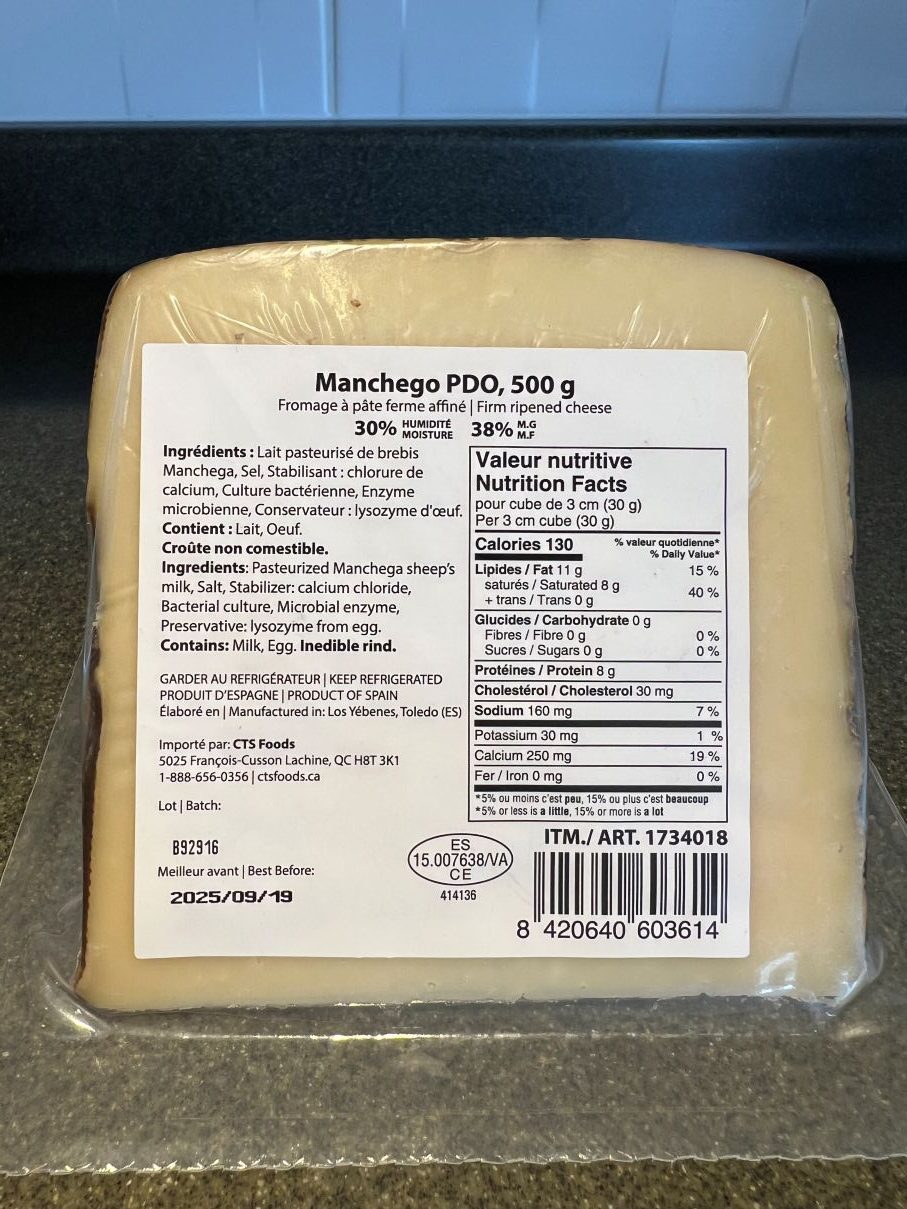 Manchego PDO, 500 g
Fromage à pâte ferme affiné | Firm ripened cheese
30% HUMIDITÉ MOISTURE 38% M.G M.F
Ingrédients : Lait pasteurisé de brebis
Manchega, Sel, Stabilisant : chlorure de
calcium, Culture bactérienne, Enzyme
microbienne, Conservateur : lysozyme d'œuf.
Contient : Lait, Oeuf.
Croûte non comestible.
Ingredients: Pasteurized Manchega sheep's
milk, Salt, Stabilizer: calcium chloride,
Bacterial culture, Microbial enzyme,
Preservative: lysozyme from egg.
Contains: Milk, Egg. Inedible rind.
GARDER AU REFRIGÉRATEUR | KEEP REFRIGERATED
PRODUIT D'ESPAGNE | PRODUCT OF SPAIN
Élaboré en | Manufactured in: Los Yébenes, Toledo (ES)
Importé par: CTS Foods
5025 François-Cusson Lachine, QC H8T 3K1
1-888-656-0356 | ctsfoods.ca
Lot | Batch:
B92916
Meilleur avant | Best Before:
2025/09/19
Valeur nutritive
Nutrition Facts
pour cube de 3 cm (30 g)
Per 3 cm cube (30 g)
Calories 130 % valeur quotidienne*
% Daily Value*
Lipides / Fat 11 g 15 %
saturés / Saturated 8 g
+ trans / Trans 0 g 40 %
Glucides / Carbohydrate 0 g
Fibres / Fibre 0 g 0 %
Sucres / Sugars 0 g 0 %
Protéines / Protein 8 g
Cholestérol / Cholesterol 30 mg
Sodium 160 mg 7 %
Potassium 30 mg 1 %
Calcium 250 mg 19 %
Fer / Iron 0 mg 0 %
*5% ou moins c'est peu, 15% ou plus c'est beaucoup
*5% or less is a little, 15% or more is a lot
ITM./ ART. 1734018
ES
15.007638/VA
CE
414136
8 420640 603614